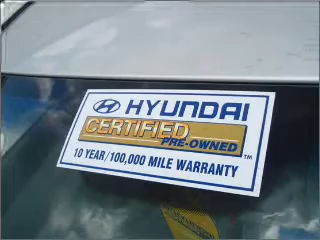 HYUNDAI
CERTIFIED
PRE-OWNED
TM
10 YEAR/100,000 MILE WARRANTY